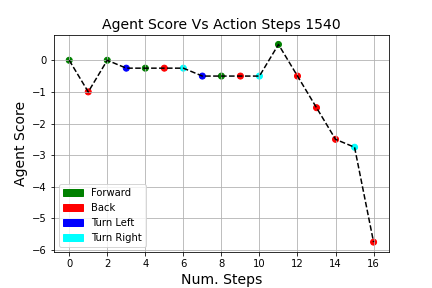 Agent Score Vs Action Steps 1540
Agent Score
0
−1
−2
−3
−4
−5
−6
Forward
Back
Turn Left
Turn Right
0 2 4 6 8 10 12 14 16
Num. Steps